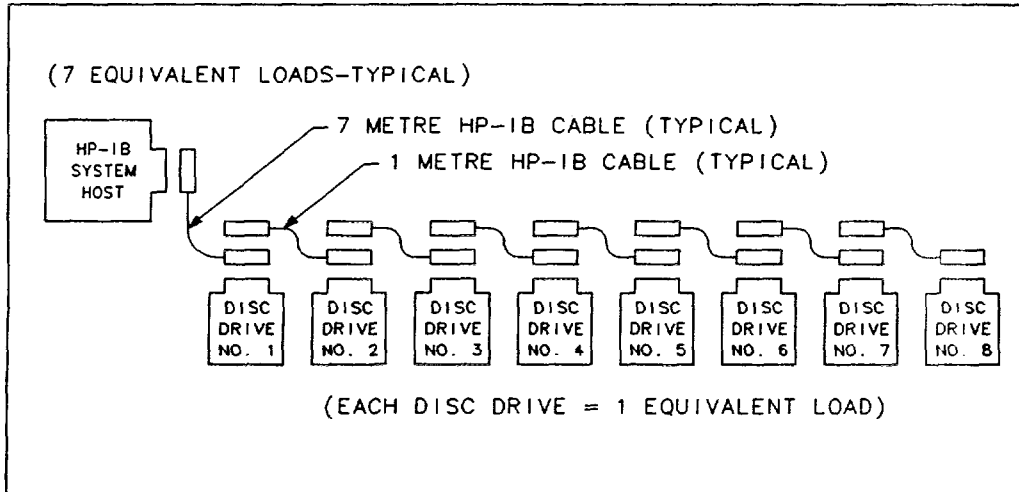 (7 EQUIVALENT LOADS-TYPICAL)
7 METRE HP-IB CABLE (TYPICAL)
1 METRE HP-IB CABLE (TYPICAL)
HP-IB
SYSTEM
HOST
DISC
DRIVE
NO. 1
DISC
DRIVE
NO. 2
DISC
DRIVE
NO. 3
DISC
DRIVE
NO. 4
DISC
DRIVE
NO. 5
DISC
DRIVE
NO. 6
DISC
DRIVE
NO. 7
DISC
DRIVE
NO. 8
(EACH DISC DRIVE = 1 EQUIVALENT LOAD)